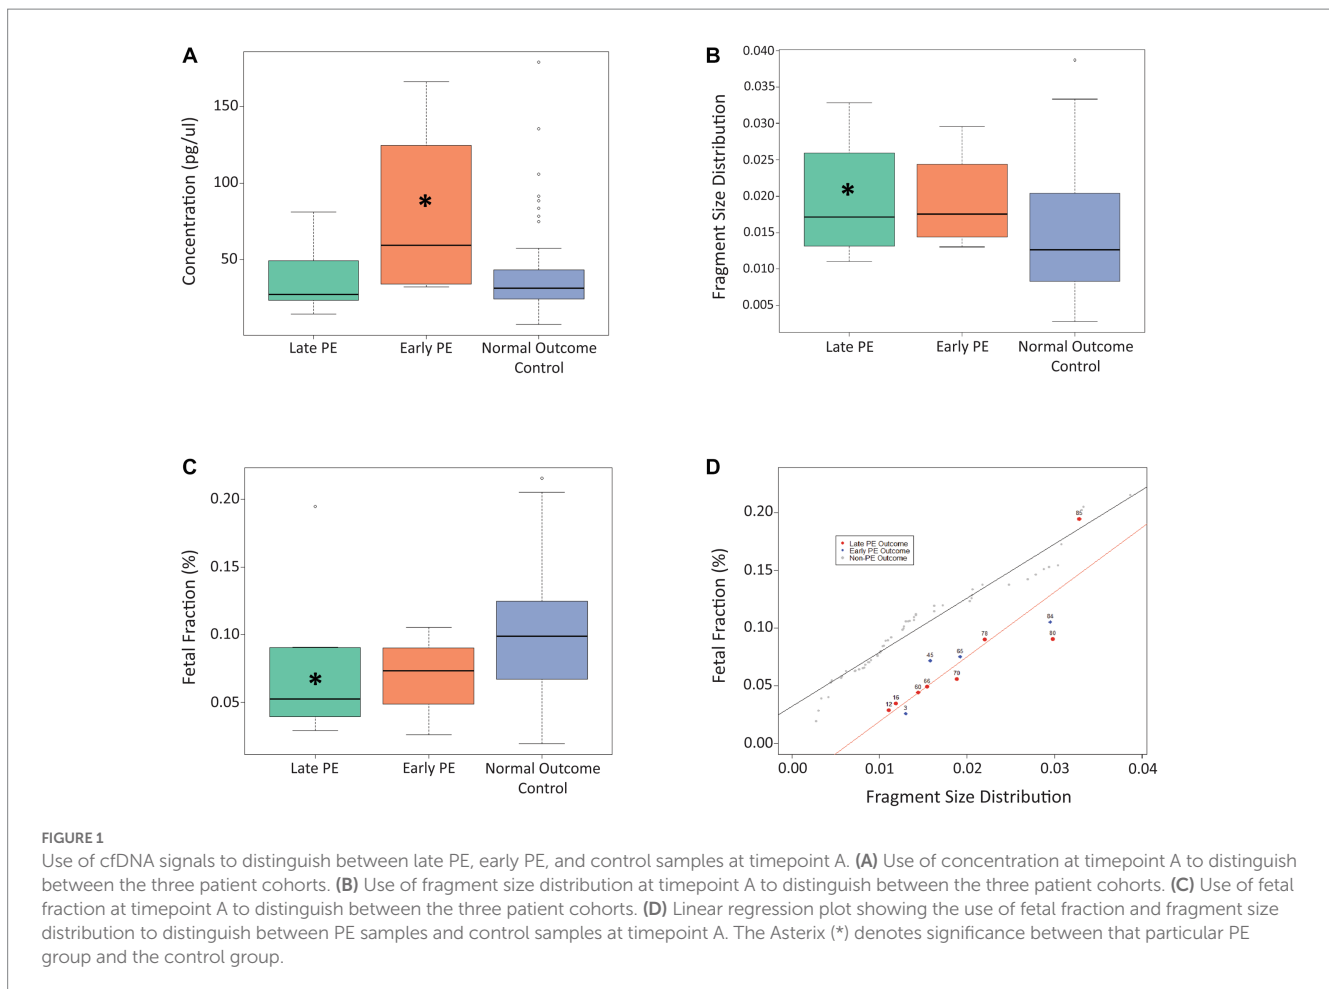 A
Concentration (pg/ul)
150
100
50
*
Late PE
Early PE
Normal Outcome
Control
B
Fragment Size Distribution
0.040
0.035
0.030
0.025
0.020
0.015
0.010
0.005
*
Late PE
Early PE
Normal Outcome
Control
C
Fetal Fraction (%)
0.20
0.15
0.10
0.05
*
Late PE
Early PE
Normal Outcome
Control
D
Fetal Fraction (%)
0.20
0.15
0.10
0.05
0.00
Late PE Outcome
Early PE Outcome
Non-PE Outcome
85
84
80
78
65
45
79
66
60
16
12
3
0.00
0.01
0.02
0.03
0.04
Fragment Size Distribution
FIGURE 1
Use of cfDNA signals to distinguish between late PE, early PE, and control samples at timepoint A. (A) Use of concentration at timepoint A to distinguish
between the three patient cohorts. (B) Use of fragment size distribution at timepoint A to distinguish between the three patient cohorts. (C) Use of fetal
fraction at timepoint A to distinguish between the three patient cohorts. (D) Linear regression plot showing the use of fetal fraction and fragment size
distribution to distinguish between PE samples and control samples at timepoint A. The Asterix (*) denotes significance between that particular PE
group and the control group.